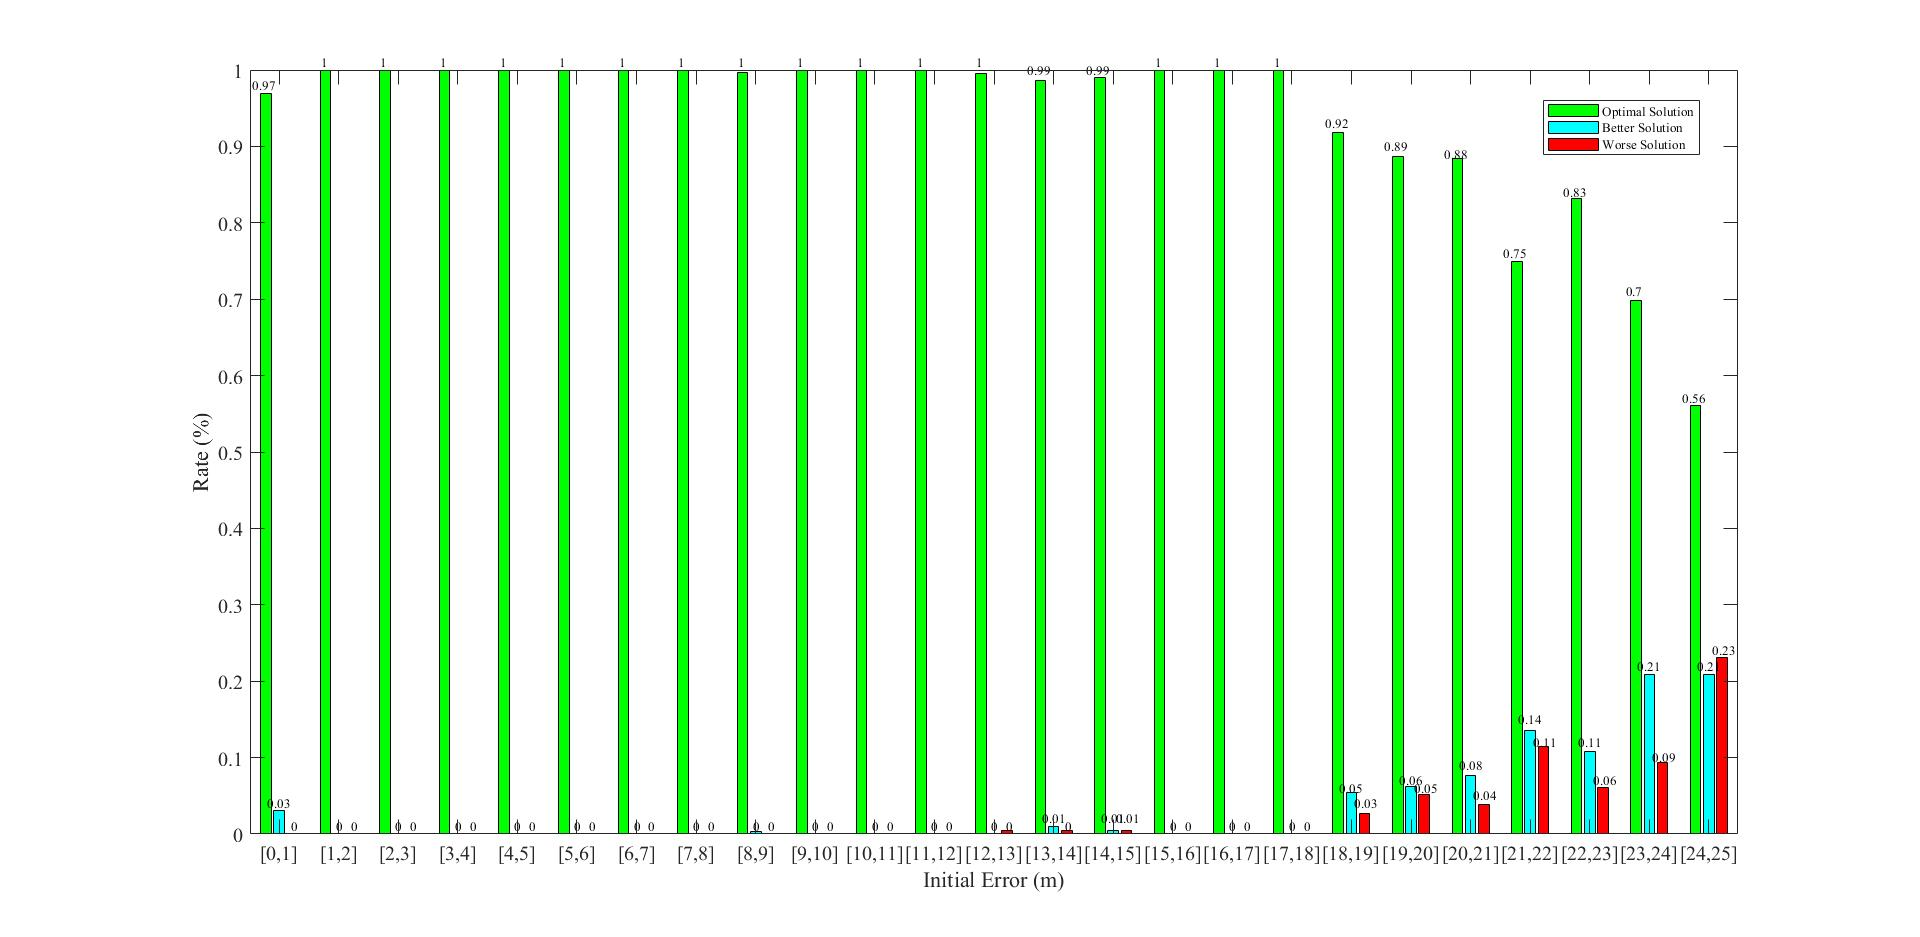 1 1 1 1 1 1 1 1 1 1 1 1 1 1 1
0.97 0.99 0.99
0.92 0.89 0.88 0.75 0.83 0.7 0.56
Optimal Solution
Better Solution
Worse Solution
1
0.9
0.8
0.7
0.6
0.5
0.4
0.3
0.2
0.1
0
Rate (%)
0.03 0 0 0 0 0 0 0 0 0 0 0 0 0 0 0 0 0 0 0 0 0 0 0 0 0 0 0.01 0 0.01 0.01 0 0 0 0 0 0 0.05 0.03 0.06 0.05 0.08 0.04 0.14 0.11 0.11 0.06 0.21 0.09 0.21 0.23
[0,1] [1,2] [2,3] [3,4] [4,5] [5,6] [6,7] [7,8] [8,9] [9,10] [10,11] [11,12] [12,13] [13,14] [14,15] [15,16] [16,17] [17,18] [18,19] [19,20] [20,21] [21,22] [22,23] [23,24] [24,25]
Initial Error (m)